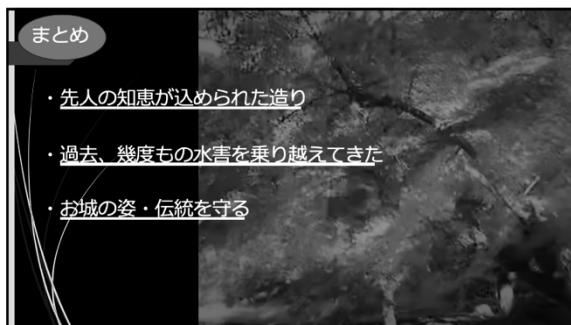 まとめ
・先人の知恵が込められた造り
・過去、幾度もの水害を乗り越えてきた
・お城の姿・伝統を守る